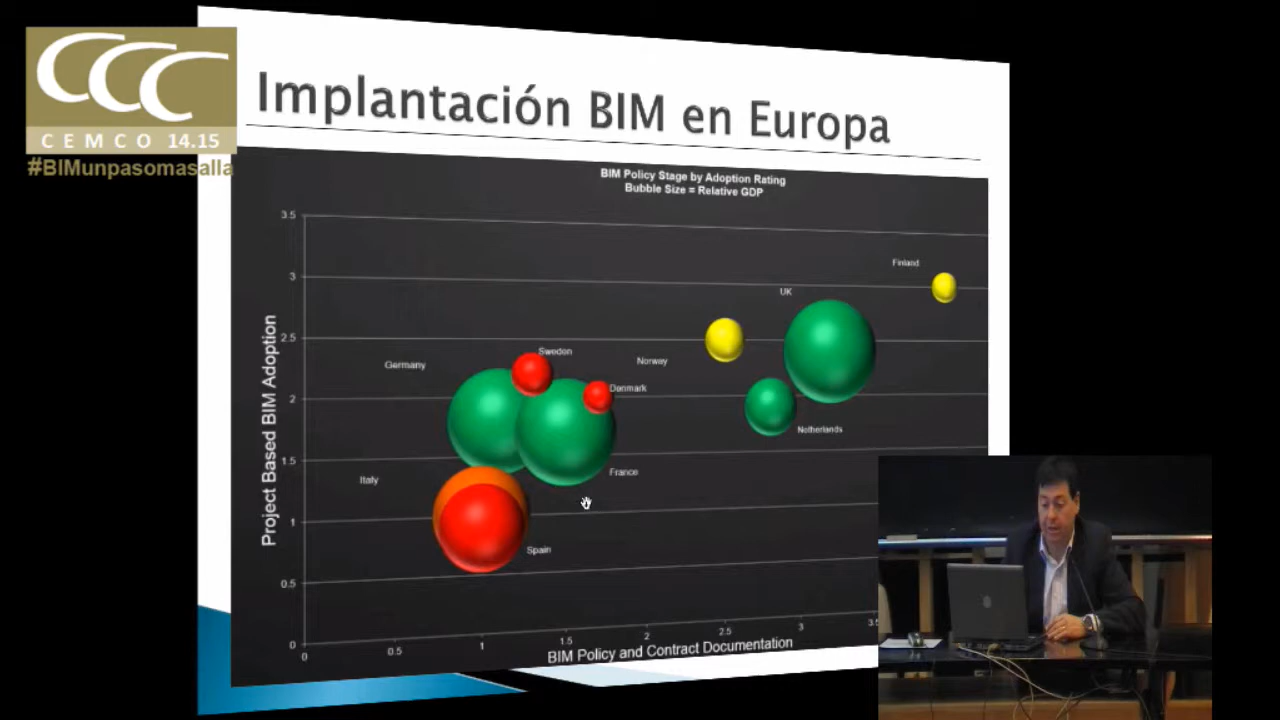 CCC
CEMCO 14.15
#BIMunpasomasalla
Implantación BIM en Europa
BIM Policy Stage by Adoption Rating
Bubble Size = Relative GDP
3.5
3
2.5
2
1.5
1
0.5
0
Project Based BIM Adoption
Finland
UK
Sweden
Norway
Germany
Denmark
Netherlands
France
Italy
Spain
0
0.5
1
1.5
2
2.5
3
3.5
BIM Policy and Contract Documentation